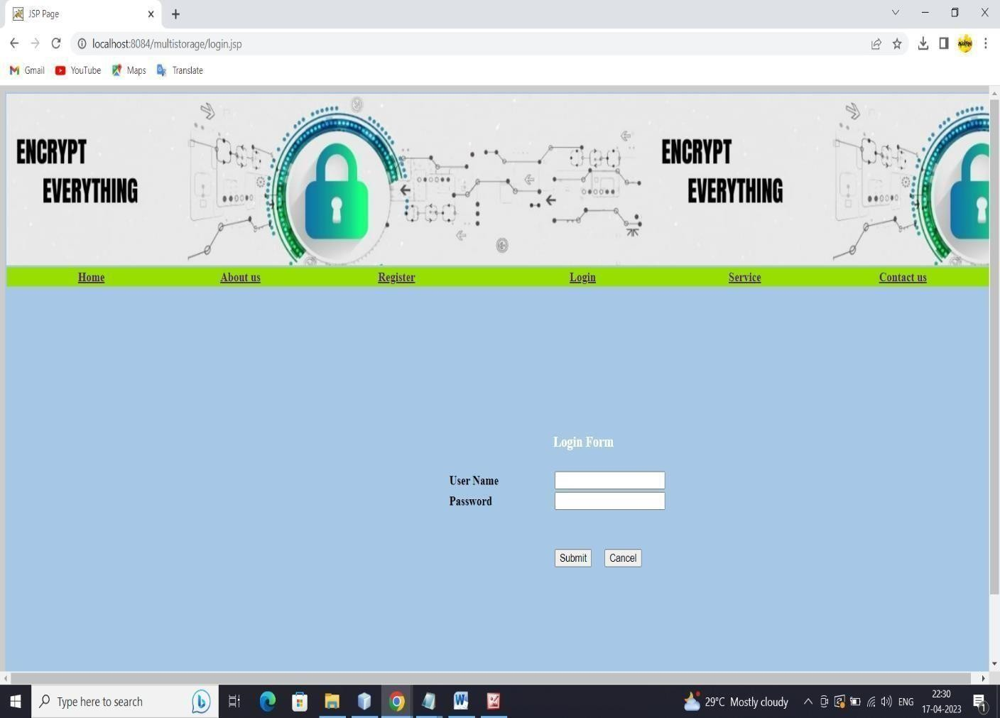 JSP Page
localhost:8084/multistorage/login.jsp
Gmail YouTube Maps Translate
ENCRYPT ENCRYPT
EVERYTHING EVERYTHING
Home About us Register Login Service Contact us
Login Form
User Name
Password
Submit Cancel
Type here to search 29°C Mostly cloudy ENG 22:30
17-04-2023 1